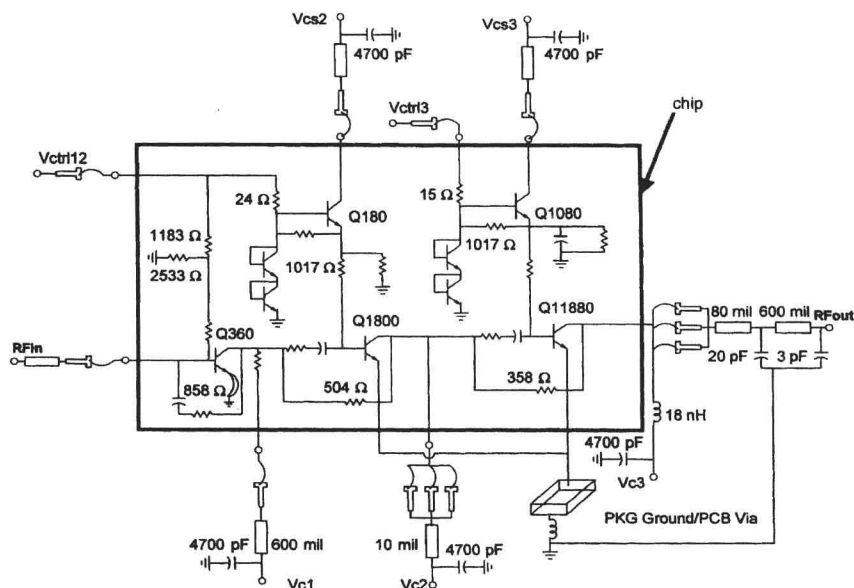 Vcs2
4700 pF
Vcs3
4700 pF
Vctrl3
chip
Vctrl12
24 Ω
Q180
15 Ω
Q1080
1183 Ω
2533 Ω
1017 Ω
1017 Ω
Q360
Q1800
Q11880
80 mil
600 mil
RFout
RFin
858 Ω
504 Ω
358 Ω
20 pF
3 pF
18 nH
4700 pF
Vc3
PKG Ground/PCB Via
4700 pF
600 mil
10 mil
4700 pF
Vc1
Vc2